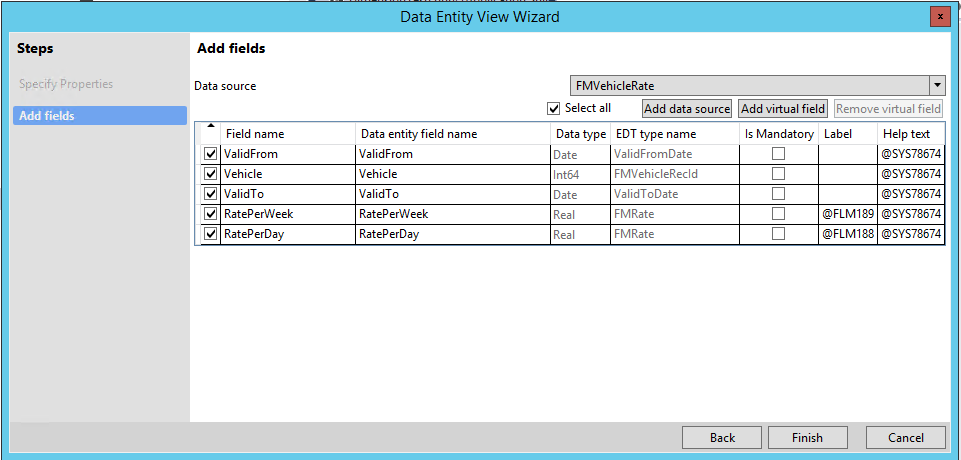 Data Entity View Wizard
x
Steps
Specify Properties
Add fields
Add fields
Data source FMVehicleRate
Select all Add data source Add virtual field Remove virtual field
Field name Data entity field name Data type EDT type name Is Mandatory Label Help text
ValidFrom ValidFrom Date ValidFromDate @SYS78674
Vehicle Vehicle Int64 FMVehicleRecId @SYS78674
ValidTo ValidTo Date ValidToDate @SYS78674
RatePerWeek RatePerWeek Real FMRate @FLM189 @SYS78674
RatePerDay RatePerDay Real FMRate @FLM188 @SYS78674
Back Finish Cancel